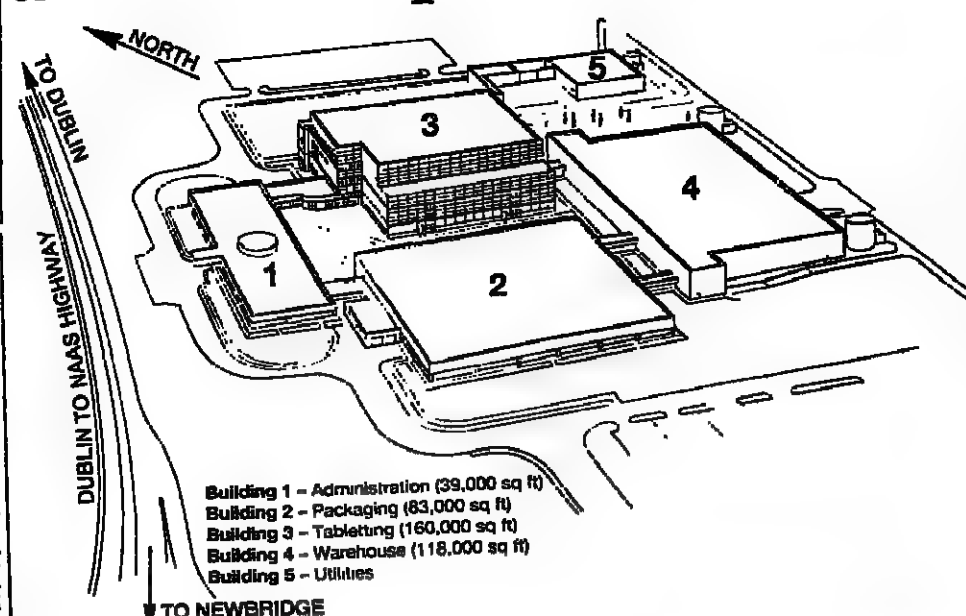 NORTH
TO DUBLIN
DUBLIN TO NAAS HIGHWAY
5
3
4
1
2
Building 1 – Administration (39,000 sq ft)
Building 2 – Packaging (83,000 sq ft)
Building 3 – Tabletting (160,000 sq ft)
Building 4 – Warehouse (118,000 sq ft)
Building 5 – Utilities
TO NEWBRIDGE